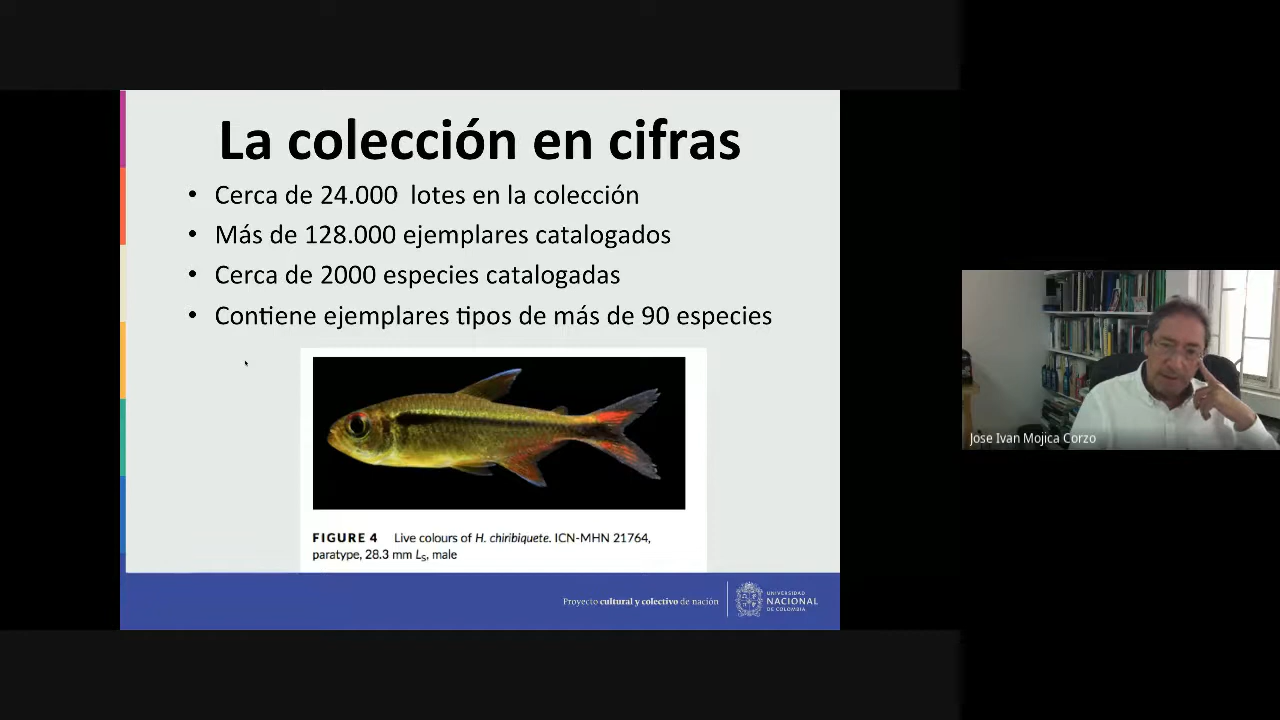 La colección en cifras
• Cerca de 24.000 lotes en la colección
• Más de 128.000 ejemplares catalogados
• Cerca de 2000 especies catalogadas
• Contiene ejemplares tipos de más de 90 especies
FIGURE 4 Live colours of H. chiribiquete. ICN-MHN 21764,
paratype, 28.3 mm LS, male
Proyecto cultural y colectivo de nación
UNIVERSIDAD
NACIONAL
DE COLOMBIA
Jose Ivan Mojica Corzo